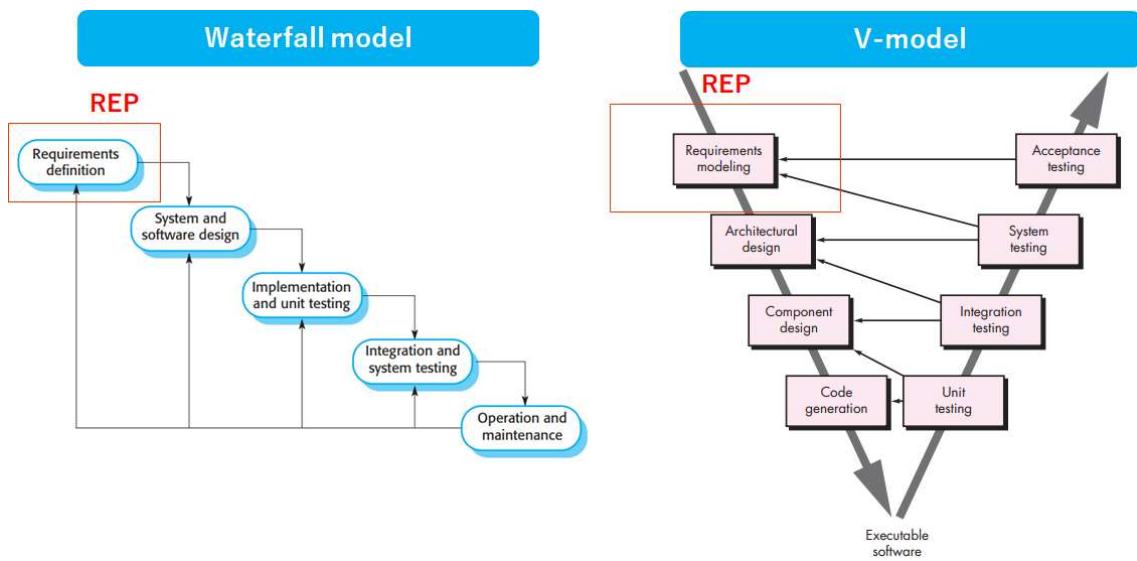 Waterfall model
REP
Requirements
definition
System and
software design
Implementation
and unit testing
Integration and
system testing
Operation and
maintenance
V-model
REP
Requirements
modeling
Acceptance
testing
Architectural
design
System
testing
Component
design
Integration
testing
Code
generation
Unit
testing
Executable
software